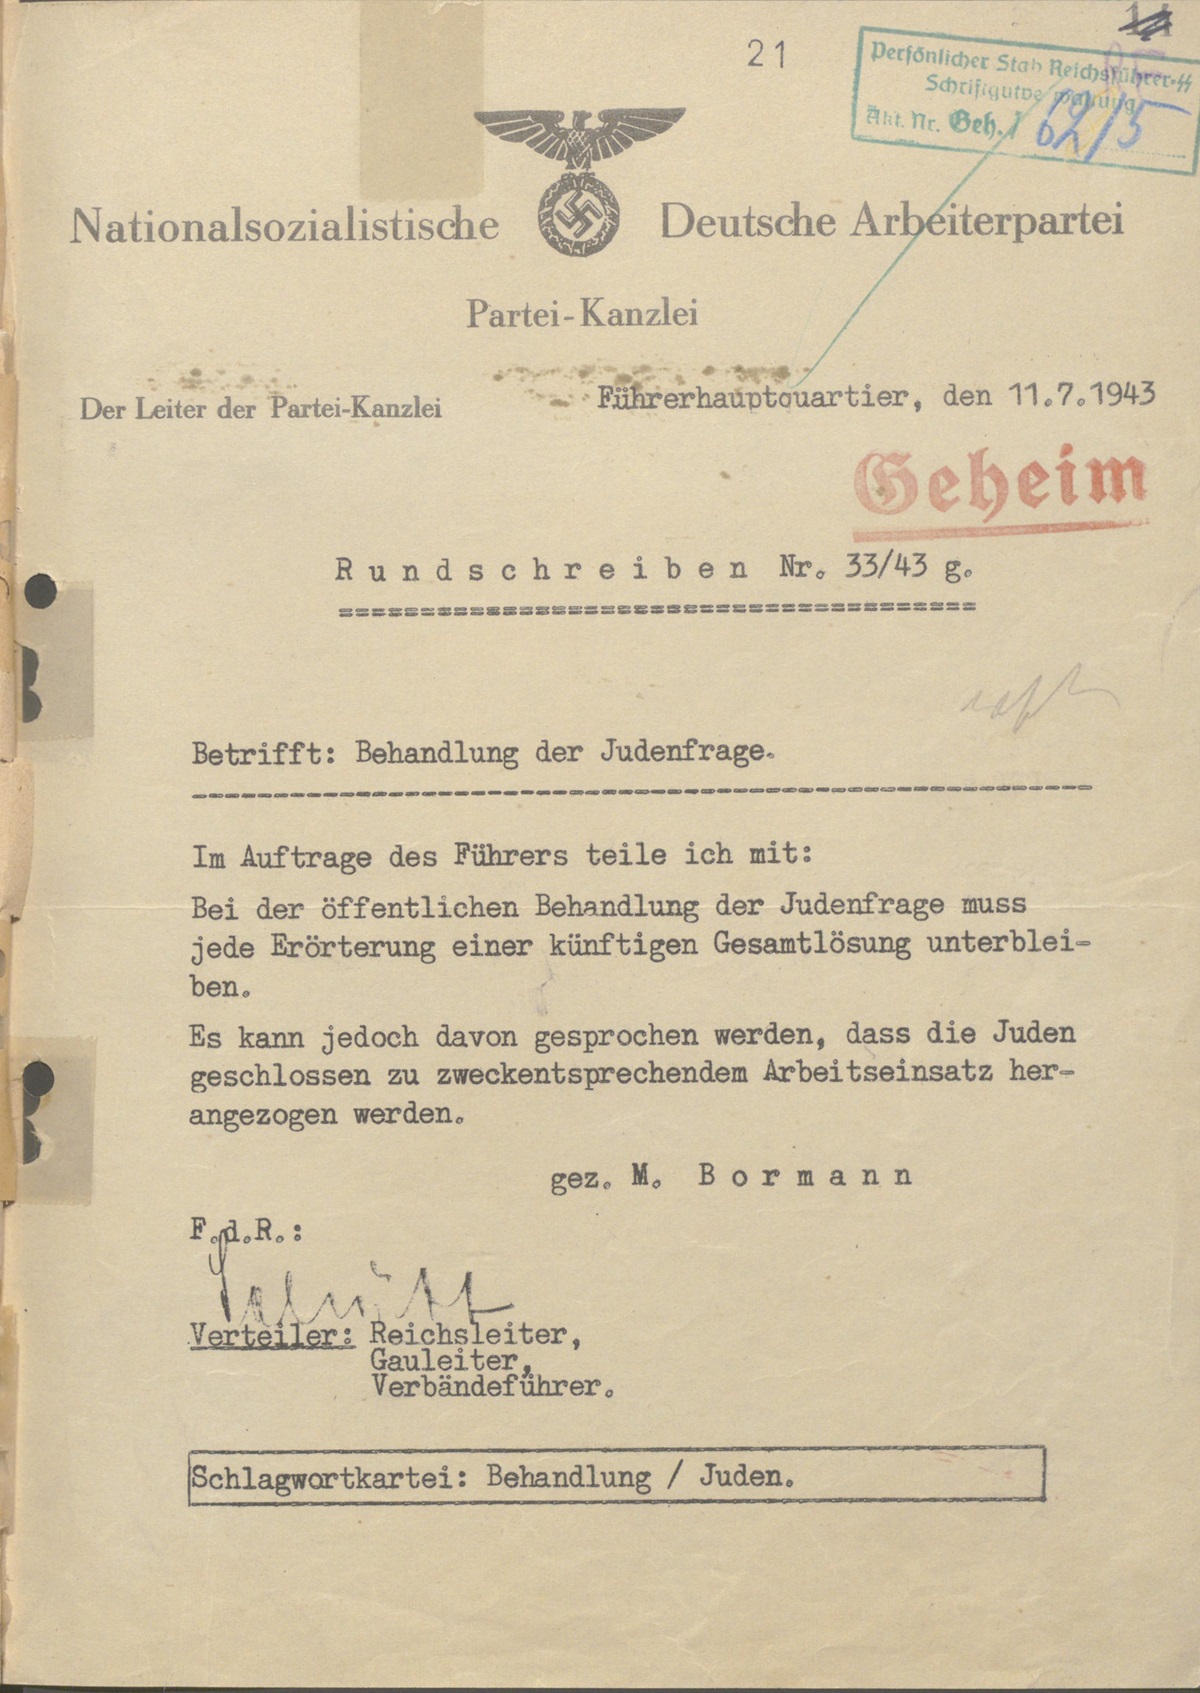 21
Persönlicher Stab Reichsführer-SS
Schriftgutverwaltung
Akt. Nr. Geh. / 62/5
Nationalsozialistische Deutsche Arbeiterpartei
Partei-Kanzlei
Der Leiter der Partei-Kanzlei
Führerhauptquartier, den 11.7.1943
Geheim
Rundschreiben Nr. 33/43 g.
Betrifft: Behandlung der Judenfrage.
Im Auftrage des Führers teile ich mit:
Bei der öffentlichen Behandlung der Judenfrage muss
jede Erörterung einer künftigen Gesamtlösung unterblei-
ben.
Es kann jedoch davon gesprochen werden, dass die Juden
geschlossen zu zweckentsprechendem Arbeitseinsatz her-
angezogen werden.
gez. M. Bormann
F.d.R.:
Verteiler: Reichsleiter,
Gauleiter,
Verbändeführer.
Schlagwortkartei: Behandlung / Juden.